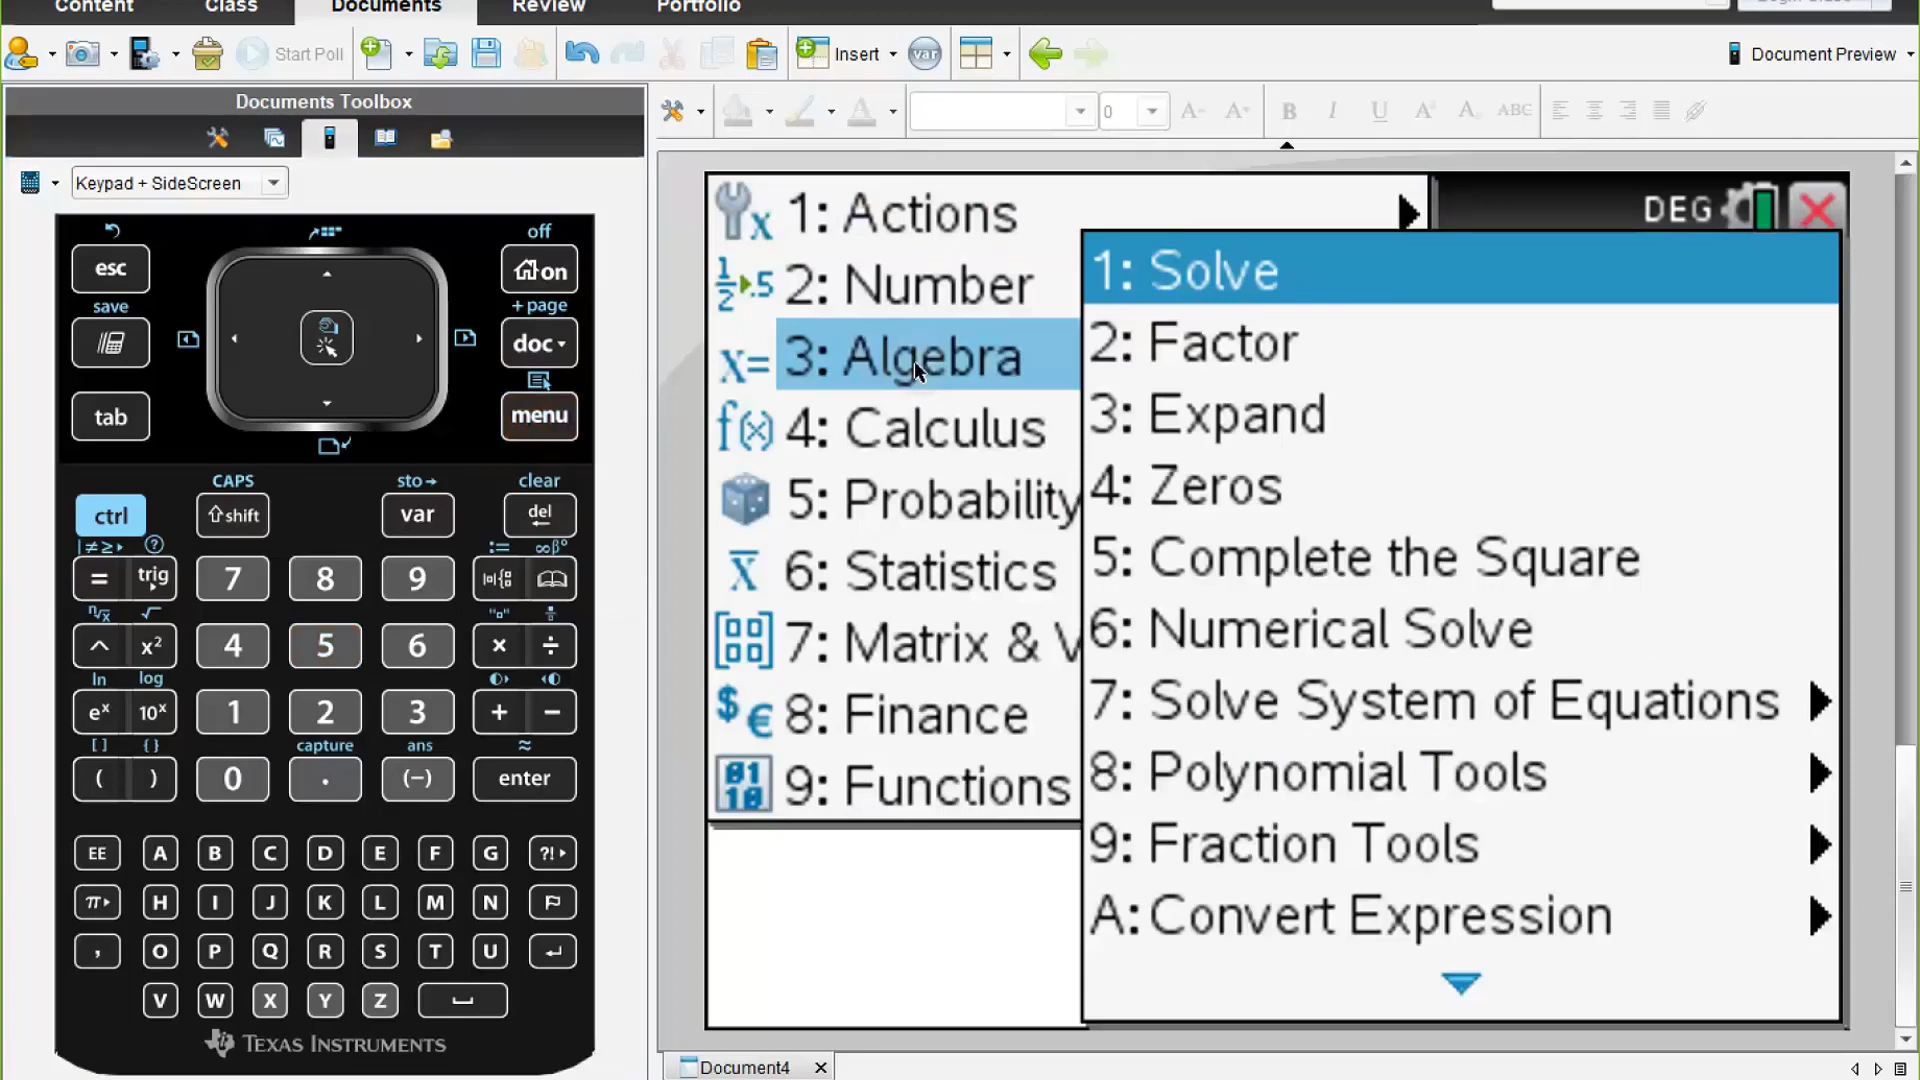 Content Class Documents Review Portfolio
Start Poll Insert var Document Preview
Documents Toolbox
0 A- A+ B I U ABC
Keypad + SideScreen
off
esc on
save + page
doc
tab menu
CAPS sto→ clear
ctrl shift var del
|≠≥▸ ? := ∞β°
= trig 7 8 9
n√x √ "▫"
^ x² 4 5 6 × ÷
ln log
eˣ 10ˣ 1 2 3 + −
[ ] { } capture ans ≈
( ) 0 . (−) enter
EE A B C D E F G ?!▸
π▸ H I J K L M N
, O P Q R S T U
V W X Y Z
TEXAS INSTRUMENTS
1: Actions
2: Number
3: Algebra
4: Calculus
5: Probability
6: Statistics
7: Matrix & V
8: Finance
9: Functions
DEG
1: Solve
2: Factor
3: Expand
4: Zeros
5: Complete the Square
6: Numerical Solve
7: Solve System of Equations
8: Polynomial Tools
9: Fraction Tools
A: Convert Expression
Document4